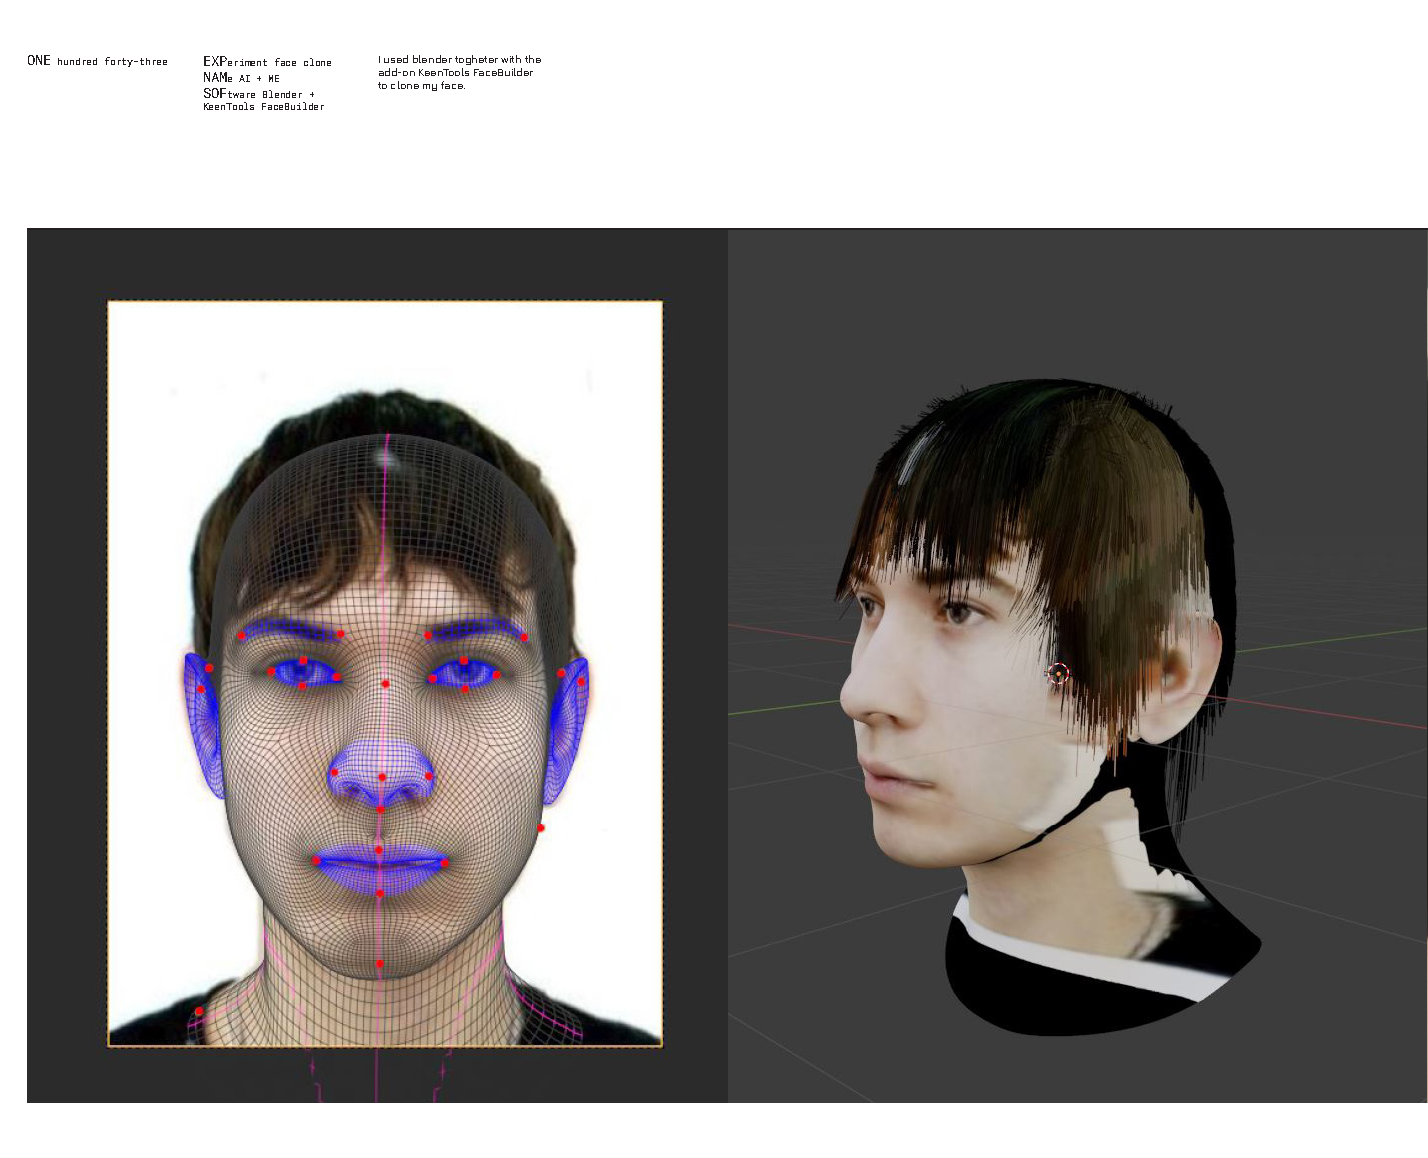 ONE hundred forty-three
EXPeriment face clone
NAMe AI + ME
SOFtware Blender +
KeenTools FaceBuilder
I used blender togheter with the
add-on KeenTools FaceBuilder
to clone my face.